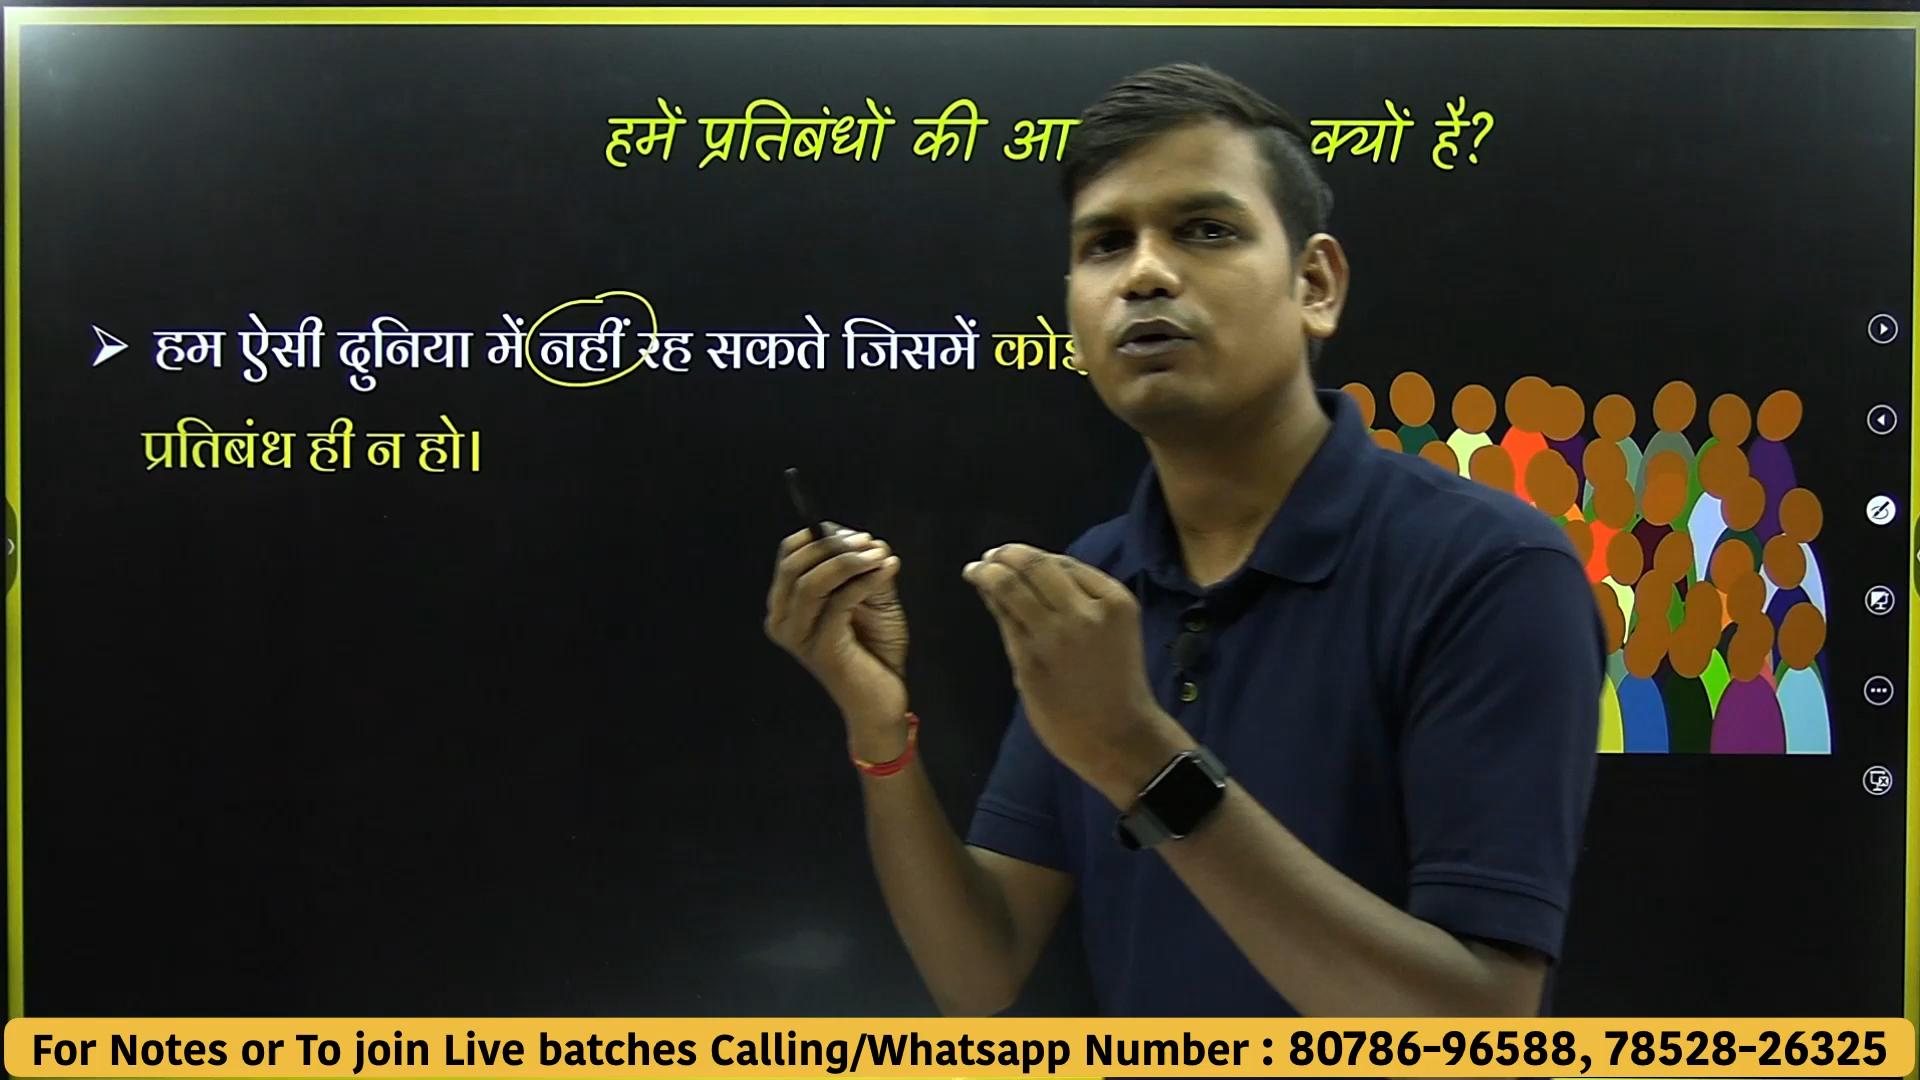 हमें प्रतिबंधों की क्यों है?
हम ऐसी दुनिया में नहीं रह सकते जिसमें
प्रतिबंध ही न हो।
For Notes or To join Live batches Calling/Whatsapp Number : 80786-96588, 78528-26325